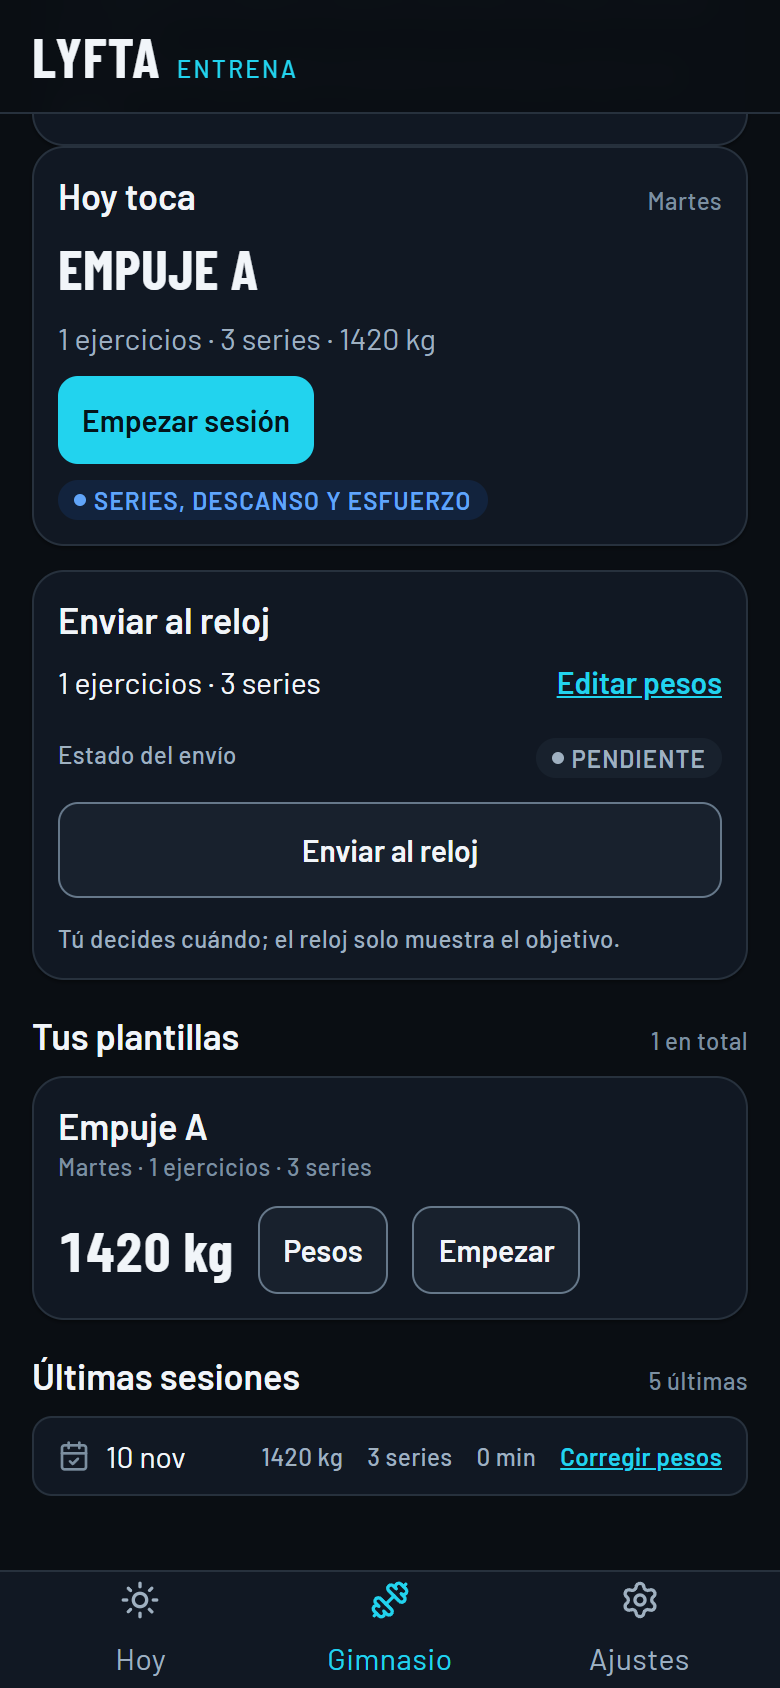 LYFTA ENTRENA
Hoy toca
Martes
EMPUJE A
1 ejercicios · 3 series · 1420 kg
Empezar sesión
SERIES, DESCANSO Y ESFUERZO
Enviar al reloj
1 ejercicios · 3 series
Editar pesos
Estado del envío
PENDIENTE
Enviar al reloj
Tú decides cuándo; el reloj solo muestra el objetivo.
Tus plantillas
1 en total
Empuje A
Martes · 1 ejercicios · 3 series
1420 kg
Pesos
Empezar
Últimas sesiones
5 últimas
10 nov
1420 kg
3 series
0 min
Corregir pesos
Hoy
Gimnasio
Ajustes